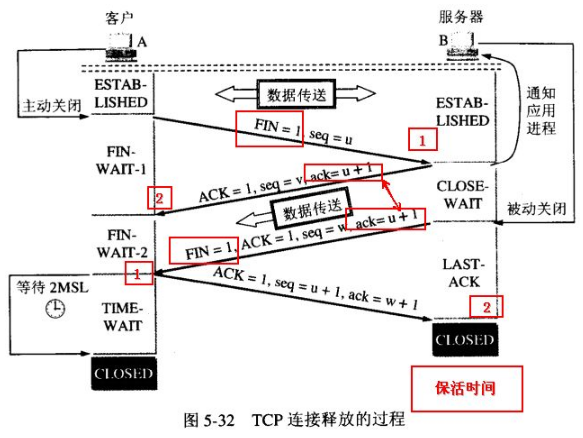 客户
服务器
A
B
主动关闭
ESTAB-
LISHED
数据传送
ESTAB-
LISHED
通知
应用
进程
FIN = 1, seq = u
1
FIN-
WAIT-1
ACK = 1, seq = v, ack= u + 1
2
CLOSE-
WAIT
数据传送
被动关闭
FIN = 1, ACK = 1, seq = w, ack= u + 1
FIN-
WAIT-2
1
ACK = 1, seq = u + 1, ack = w + 1
LAST-
ACK
等待 2MSL
TIME-
WAIT
2
CLOSED
CLOSED
保活时间
图 5-32 TCP 连接释放的过程